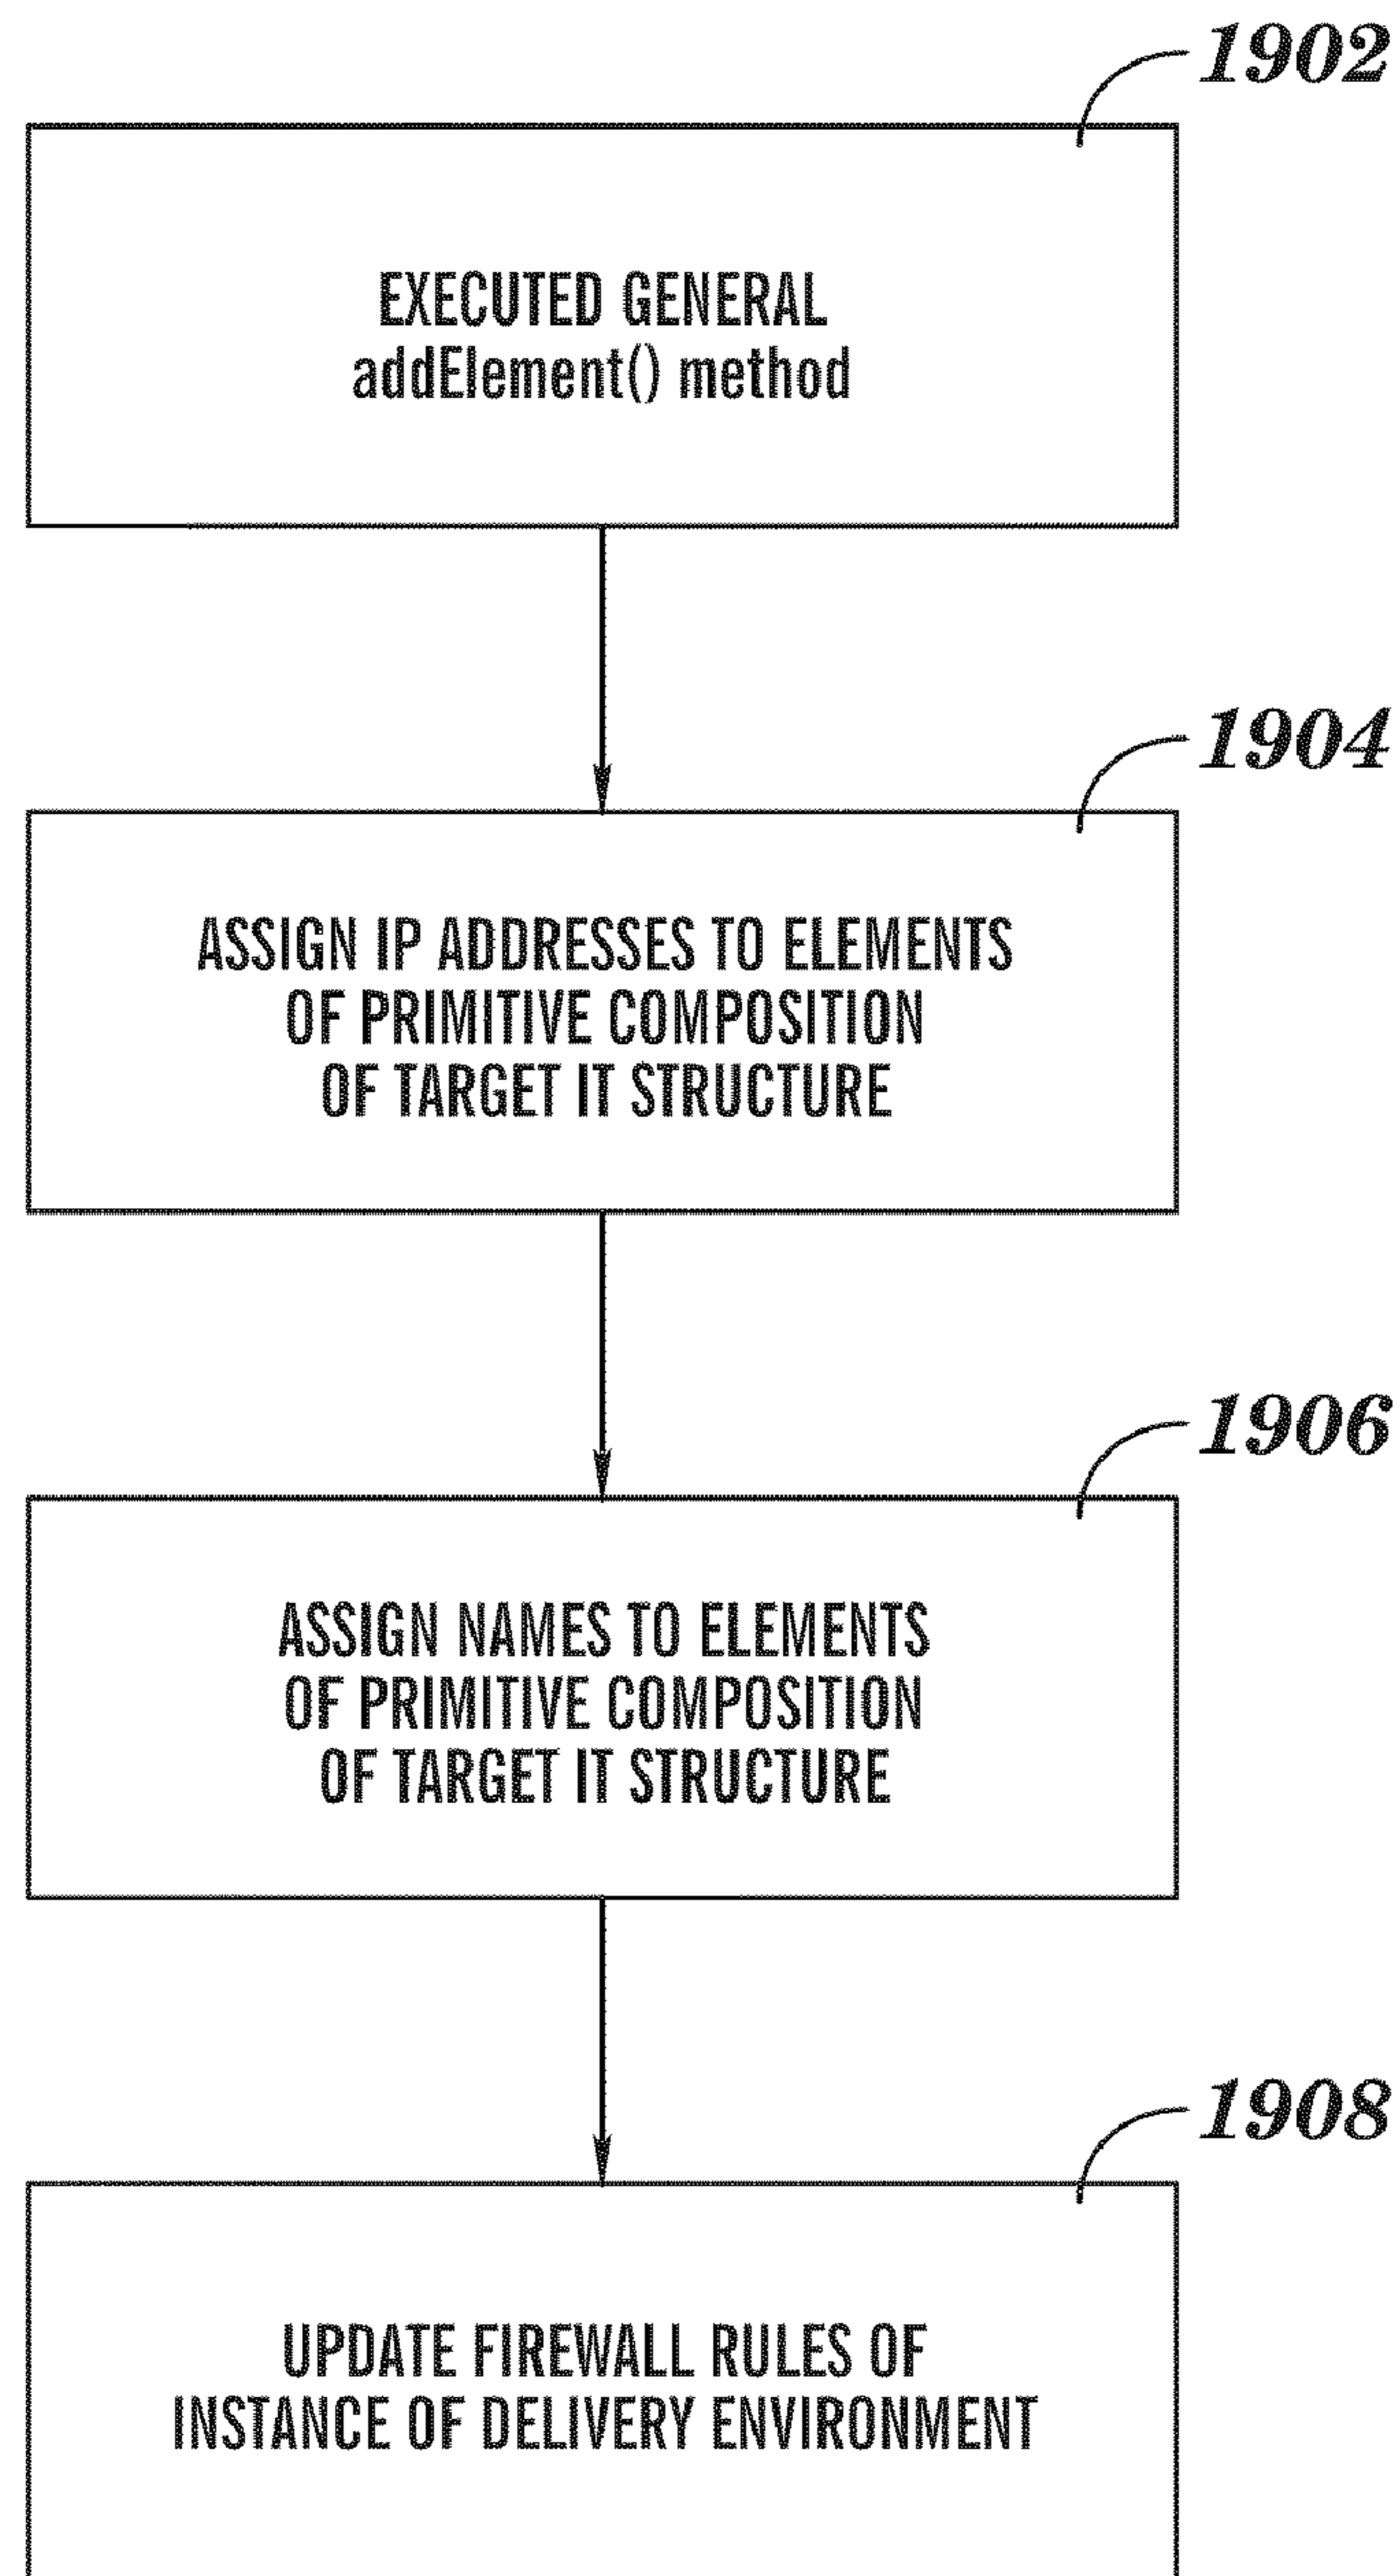 1902
EXECUTED GENERAL
addElement() method
1904
ASSIGN IP ADDRESSES TO ELEMENTS
OF PRIMITIVE COMPOSITION
OF TARGET IT STRUCTURE
1906
ASSIGN NAMES TO ELEMENTS
OF PRIMITIVE COMPOSITION
OF TARGET IT STRUCTURE
1908
UPDATE FIREWALL RULES OF
INSTANCE OF DELIVERY ENVIRONMENT